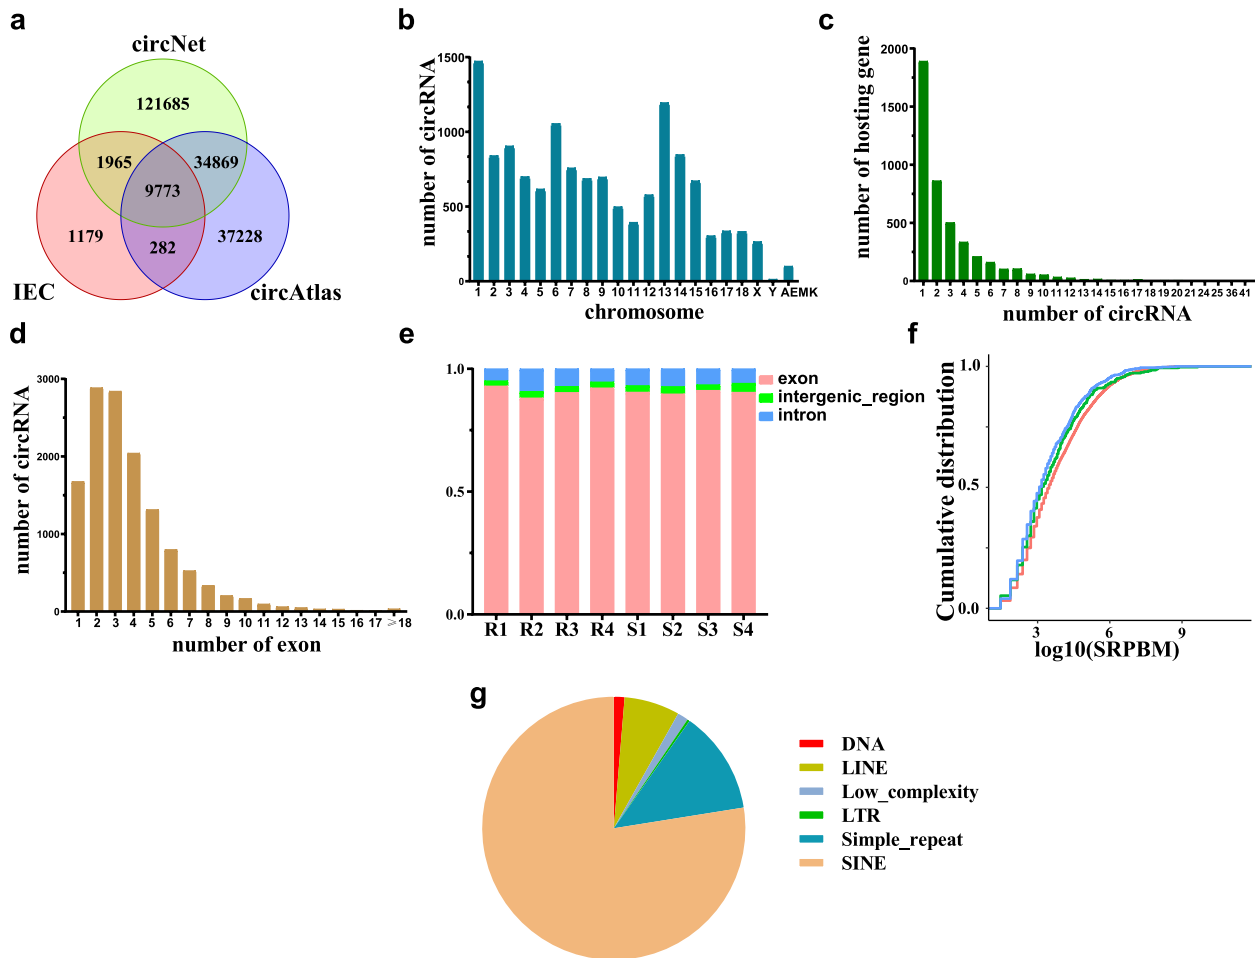 a
circNet
121685
1965
34869
9773
1179
282
37228
IEC
circAtlas
b
number of circRNA
1500
1000
500
0
1 2 3 4 5 6 7 8 9 10 11 12 13 14 15 16 17 18 X Y AEMK
chromosome
c
number of hosting gene
2000
1500
1000
500
0
1 2 3 4 5 6 7 8 9 10 11 12 13 14 15 16 17 18 19 20 21 24 25 36 41
number of circRNA
d
number of circRNA
3000
2000
1000
0
1 2 3 4 5 6 7 8 9 10 11 12 13 14 15 16 17 ⩾18
number of exon
e
1.0
0.5
0.0
R1 R2 R3 R4 S1 S2 S3 S4
exon
intergenic_region
intron
f
Cumulative distribution
1.0
0.5
0.0
3 6 9
log10(SRPBM)
g
DNA
LINE
Low_complexity
LTR
Simple_repeat
SINE